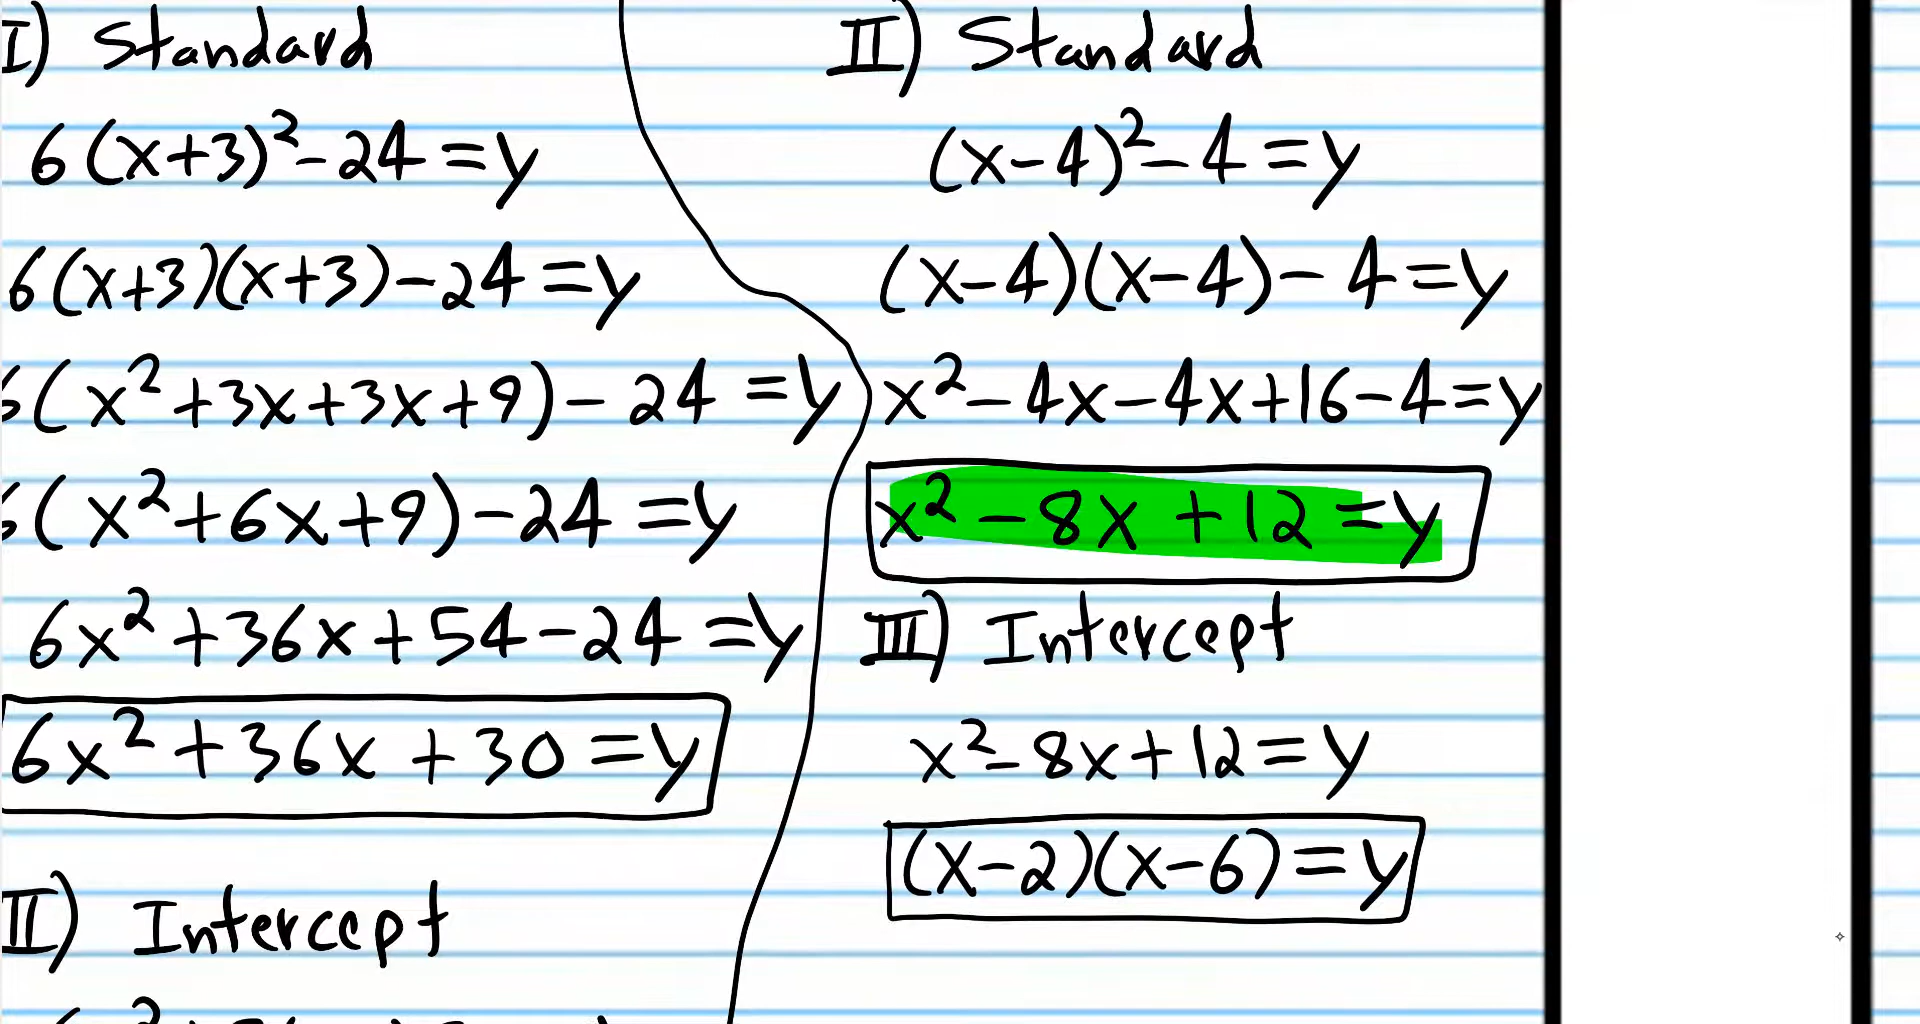 I) Standard
6(x+3)²-24=y
6(x+3)(x+3)-24=y
6(x²+3x+3x+9)-24=y
6(x²+6x+9)-24=y
6x²+36x+54-24=y
6x²+36x+30=y
II) Intercept
II) Standard
(x-4)²-4=y
(x-4)(x-4)-4=y
x²-4x-4x+16-4=y
x²-8x+12=y
III) Intercept
x²-8x+12=y
(x-2)(x-6)=y